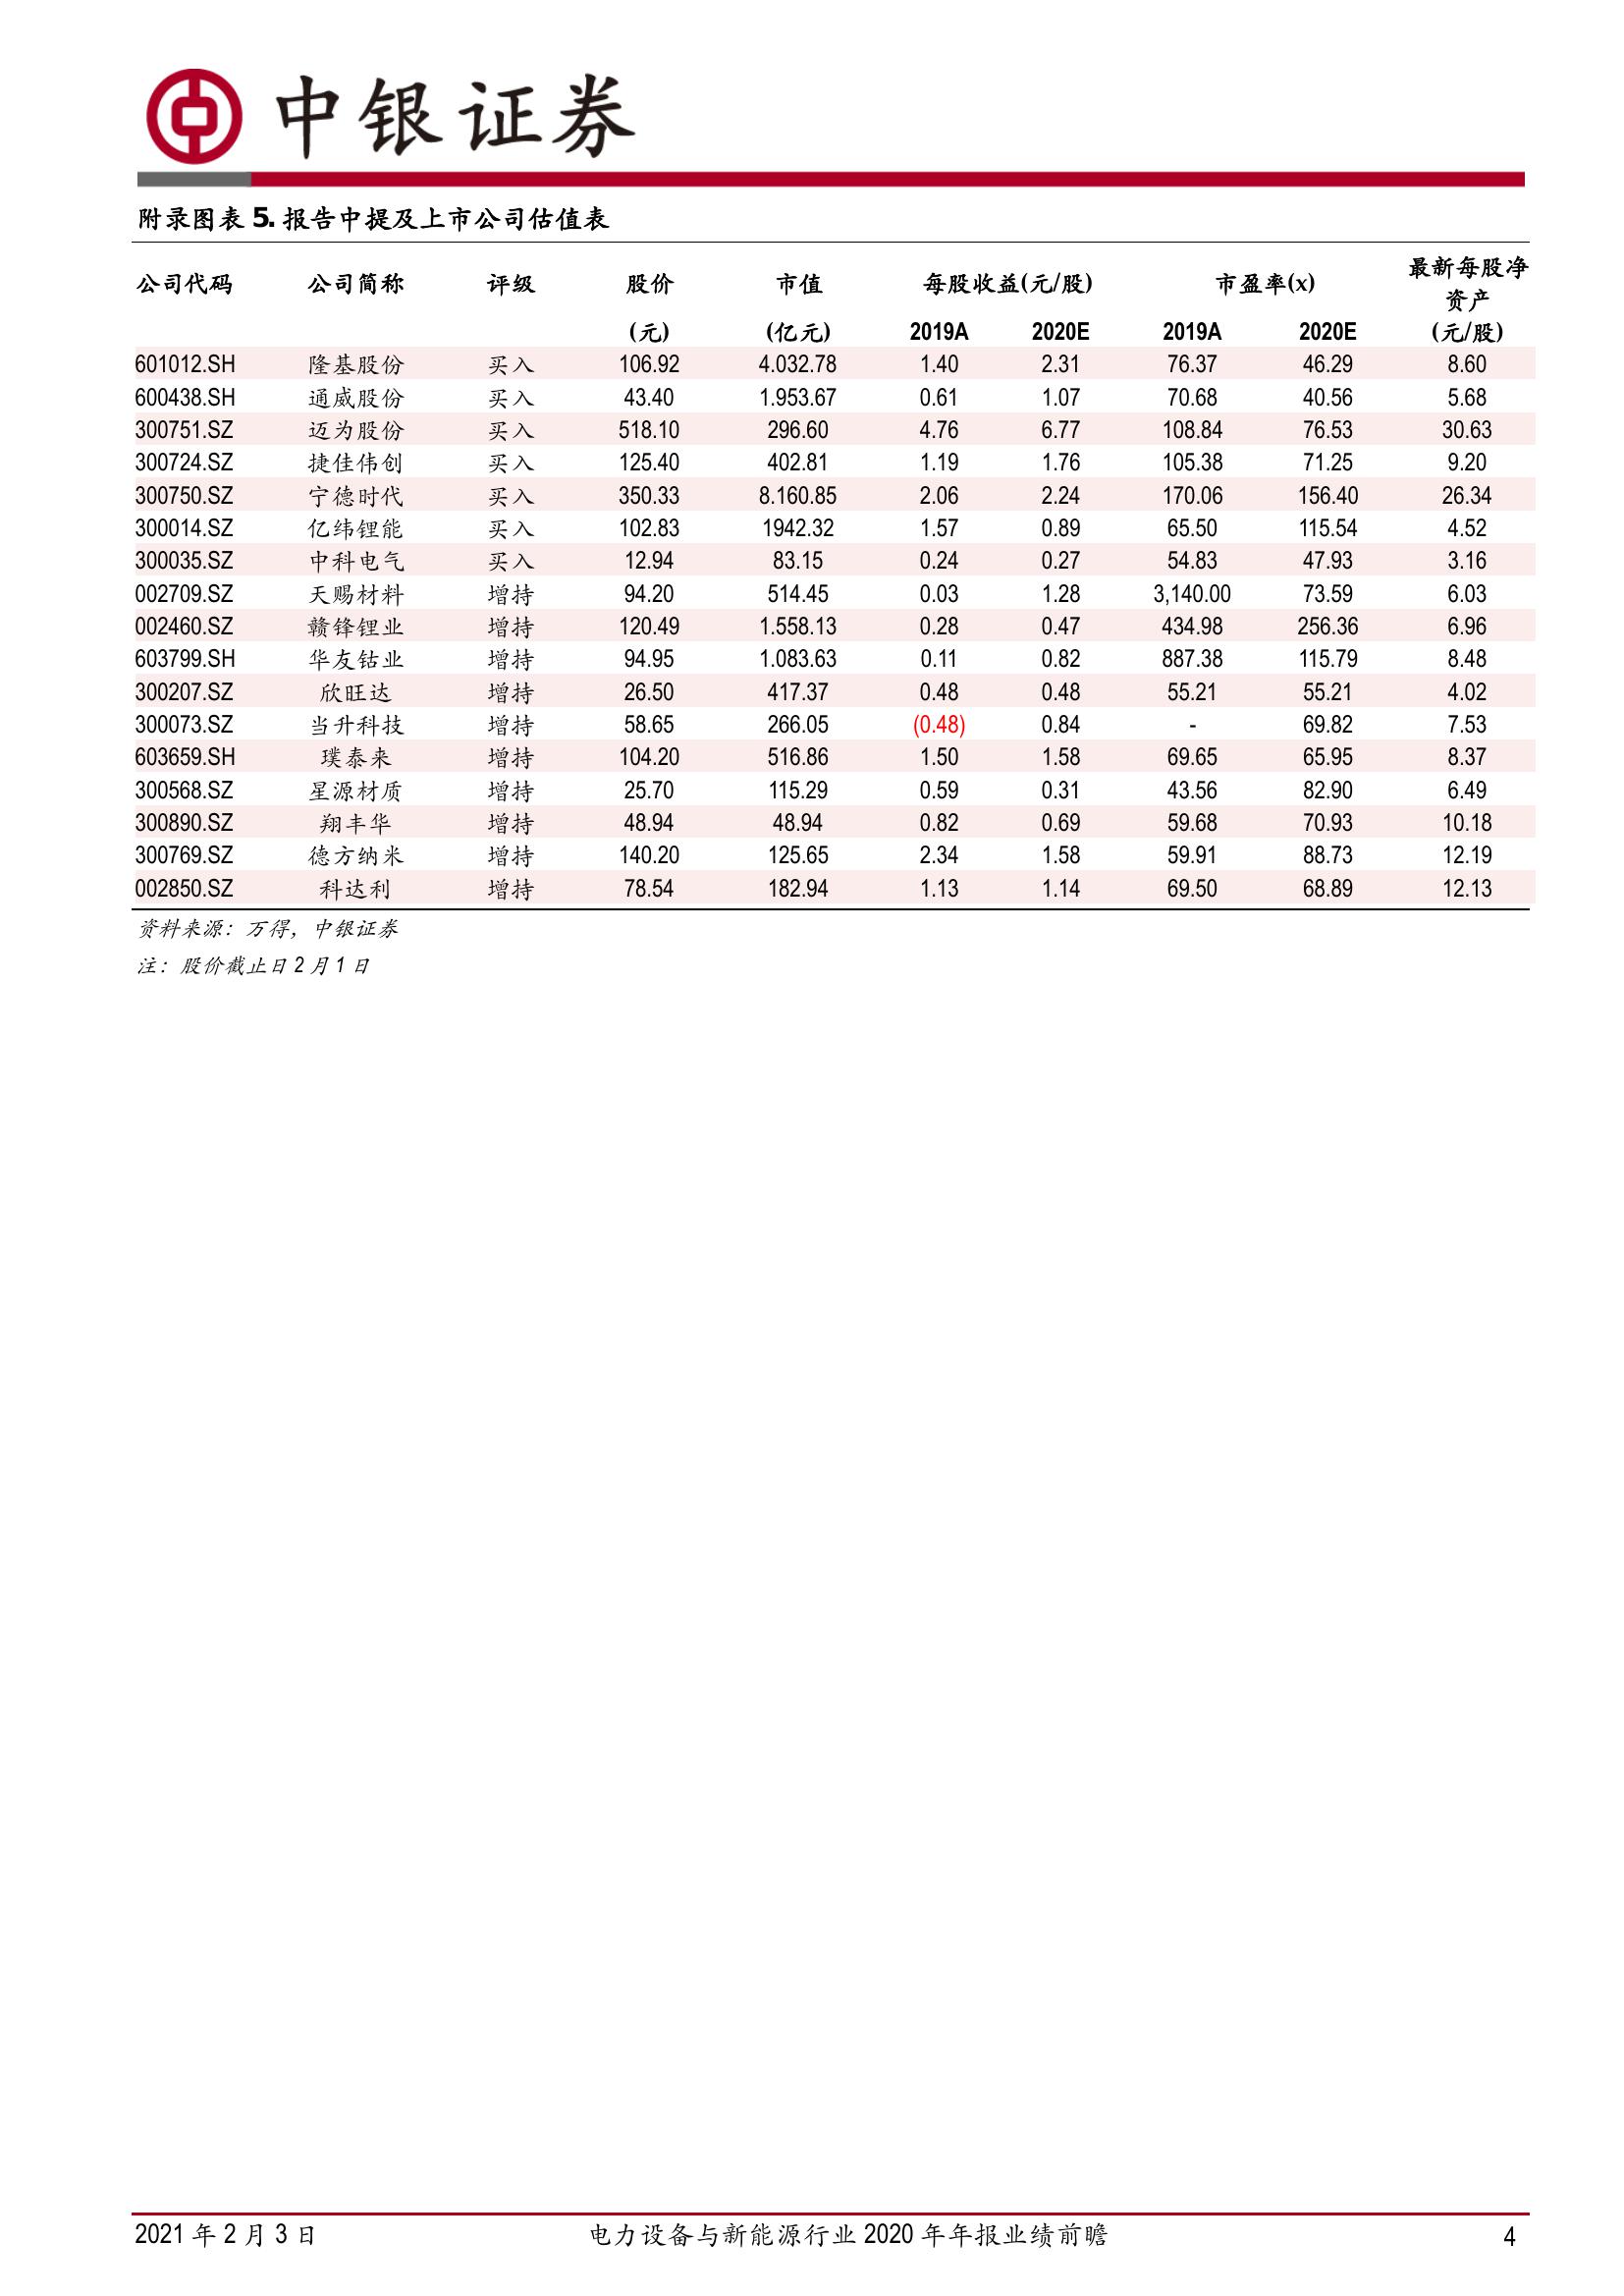 中银证券
附录图表 5. 报告中提及上市公司估值表
公司代码 公司简称 评级 股价 市值 每股收益(元/股) 市盈率(x) 最新每股净
资产
(元) (亿元) 2019A 2020E 2019A 2020E (元/股)
601012.SH 隆基股份 买入 106.92 4.032.78 1.40 2.31 76.37 46.29 8.60
600438.SH 通威股份 买入 43.40 1.953.67 0.61 1.07 70.68 40.56 5.68
300751.SZ 迈为股份 买入 518.10 296.60 4.76 6.77 108.84 76.53 30.63
300724.SZ 捷佳伟创 买入 125.40 402.81 1.19 1.76 105.38 71.25 9.20
300750.SZ 宁德时代 买入 350.33 8.160.85 2.06 2.24 170.06 156.40 26.34
300014.SZ 亿纬锂能 买入 102.83 1942.32 1.57 0.89 65.50 115.54 4.52
300035.SZ 中科电气 买入 12.94 83.15 0.24 0.27 54.83 47.93 3.16
002709.SZ 天赐材料 增持 94.20 514.45 0.03 1.28 3,140.00 73.59 6.03
002460.SZ 赣锋锂业 增持 120.49 1.558.13 0.28 0.47 434.98 256.36 6.96
603799.SH 华友钴业 增持 94.95 1.083.63 0.11 0.82 887.38 115.79 8.48
300207.SZ 欣旺达 增持 26.50 417.37 0.48 0.48 55.21 55.21 4.02
300073.SZ 当升科技 增持 58.65 266.05 (0.48) 0.84 - 69.82 7.53
603659.SH 璞泰来 增持 104.20 516.86 1.50 1.58 69.65 65.95 8.37
300568.SZ 星源材质 增持 25.70 115.29 0.59 0.31 43.56 82.90 6.49
300890.SZ 翔丰华 增持 48.94 48.94 0.82 0.69 59.68 70.93 10.18
300769.SZ 德方纳米 增持 140.20 125.65 2.34 1.58 59.91 88.73 12.19
002850.SZ 科达利 增持 78.54 182.94 1.13 1.14 69.50 68.89 12.13
资料来源：万得，中银证券
注：股价截止日 2 月 1 日
2021 年 2 月 3 日 电力设备与新能源行业 2020 年年报业绩前瞻 4